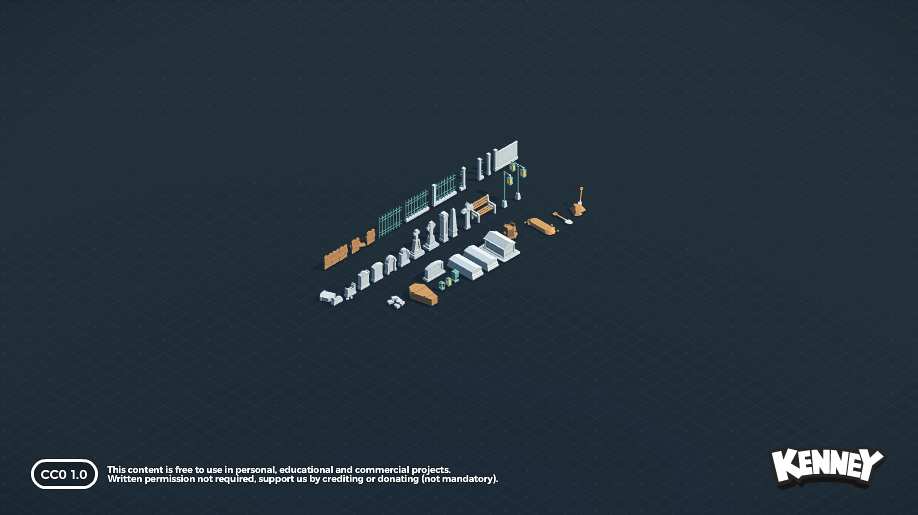 CC0 1.0
This content is free to use in personal, educational and commercial projects.
Written permission not required, support us by crediting or donating (not mandatory).
KENNEY